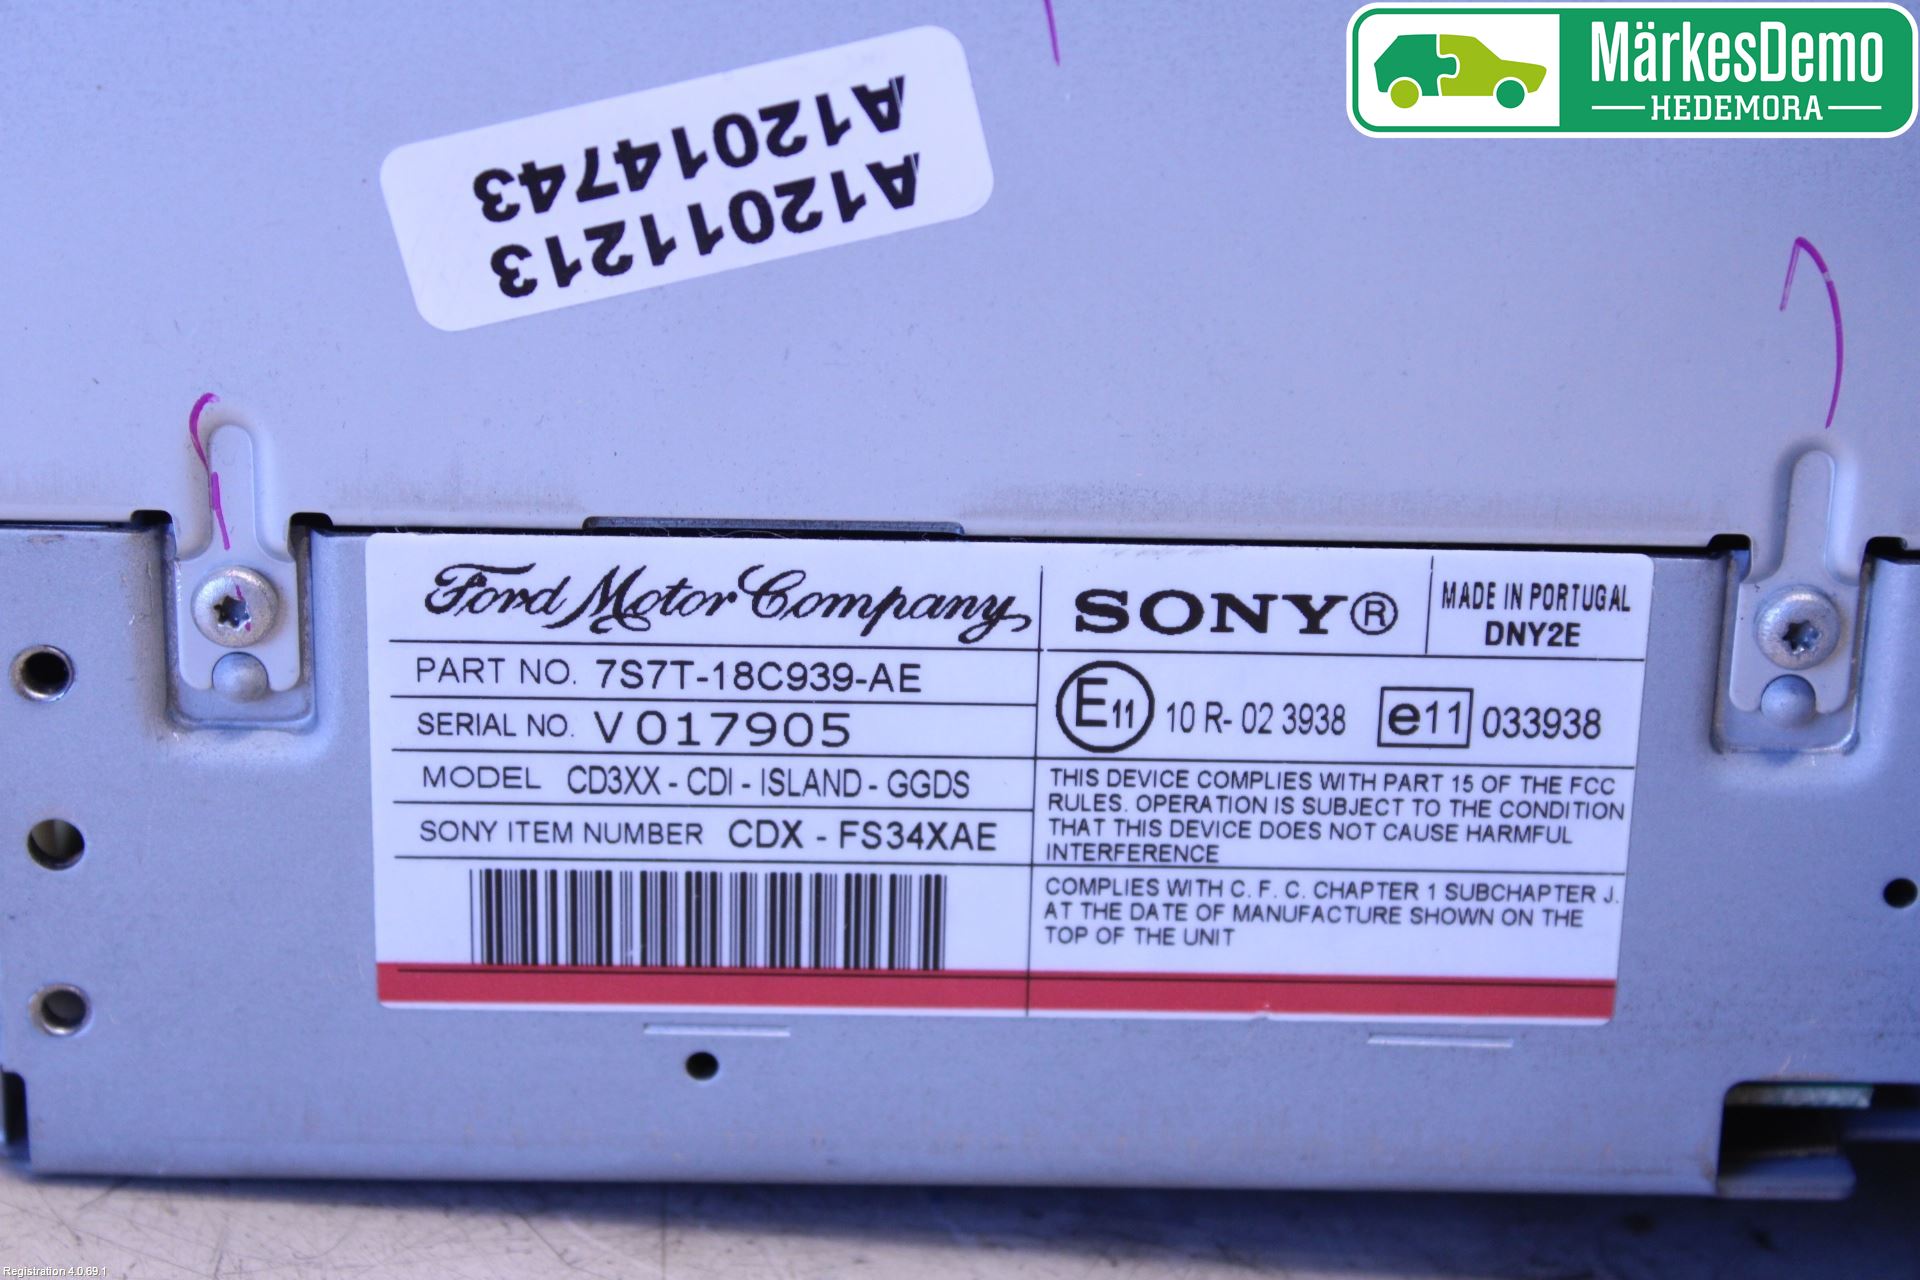 MärkesDemo
HEDEMORA
A12011213
A12014743
Ford Motor Company
SONY®
MADE IN PORTUGAL
DNY2E
PART NO. 7S7T-18C939-AE
SERIAL NO. V017905
MODEL CD3XX - CDI - ISLAND - GGDS
SONY ITEM NUMBER CDX - FS34XAE
E11 10 R- 02 3938 e11 033938
THIS DEVICE COMPLIES WITH PART 15 OF THE FCC
RULES. OPERATION IS SUBJECT TO THE CONDITION
THAT THIS DEVICE DOES NOT CAUSE HARMFUL
INTERFERENCE
COMPLIES WITH C. F. C. CHAPTER 1 SUBCHAPTER J.
AT THE DATE OF MANUFACTURE SHOWN ON THE
TOP OF THE UNIT
Registration 4.0.69.1